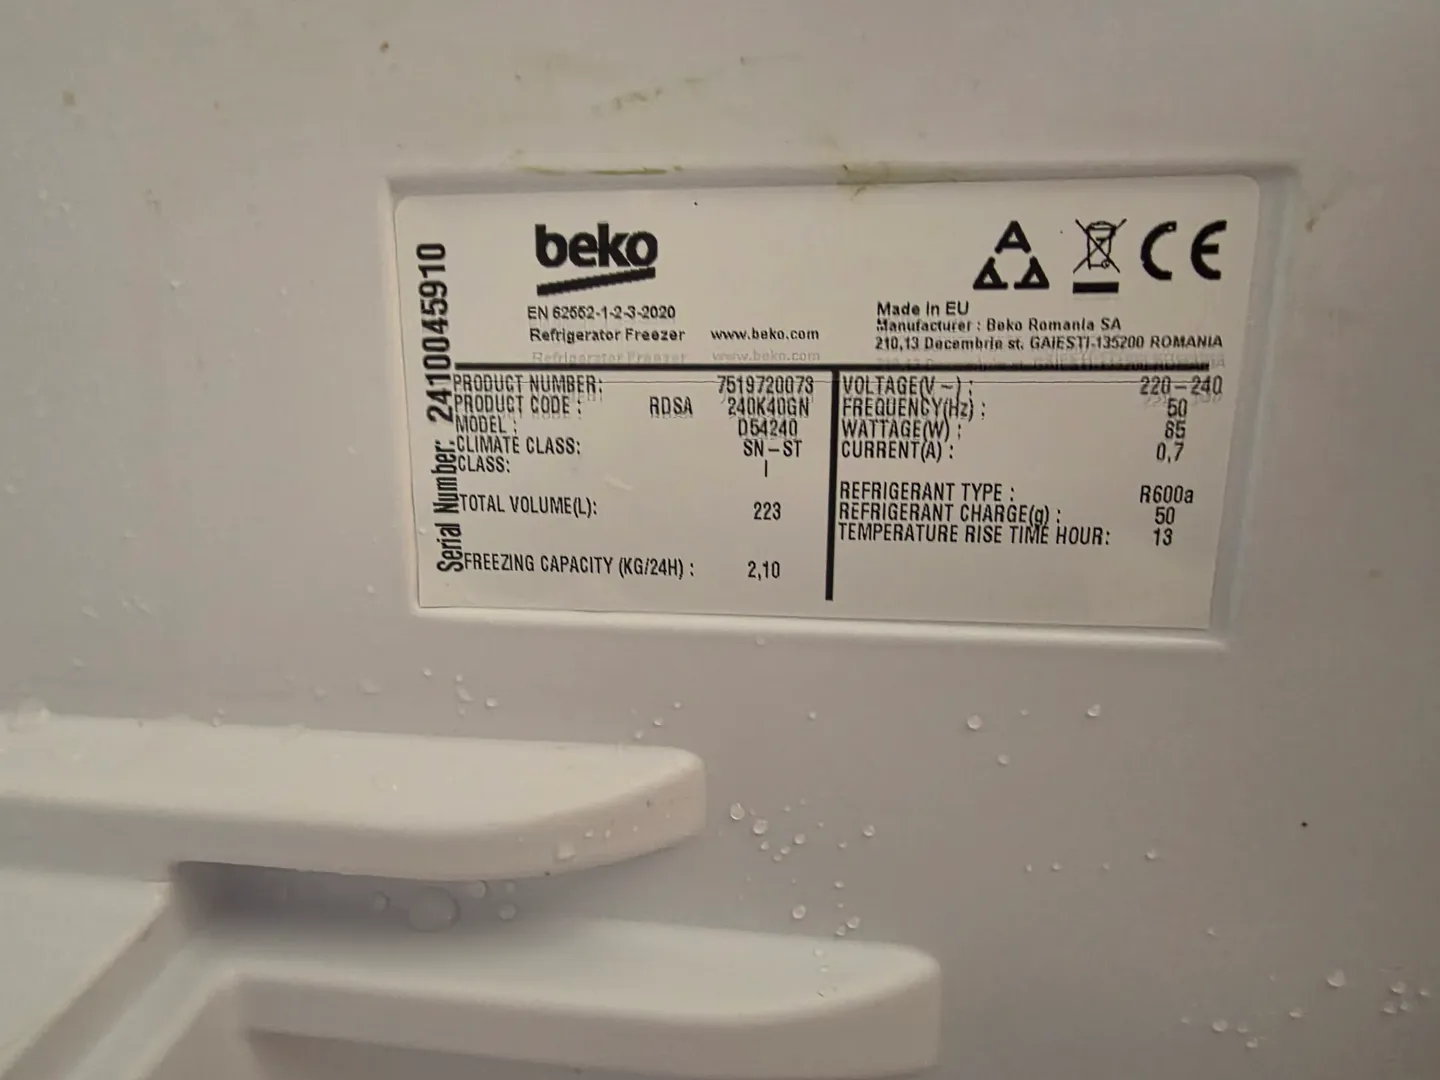 beko
EN 62552-1-2-3-2020
Refrigerator Freezer www.beko.com
Made in EU
Manufacturer : Beko Romania SA
210,13 Decembrie st. GAIESTI-135200 ROMANIA
CE
Serial Number: 2410045910
PRODUCT NUMBER: 7519720073
PRODUCT CODE : RDSA 240K40GN
MODEL : D54240
CLIMATE CLASS: SN-ST
CLASS: I
TOTAL VOLUME(L): 223
FREEZING CAPACITY (KG/24H) : 2,10
VOLTAGE(V~) : 220-240
FREQUENCY(Hz) : 50
WATTAGE(W) : 85
CURRENT(A) : 0,7
REFRIGERANT TYPE : R600a
REFRIGERANT CHARGE(g) : 50
TEMPERATURE RISE TIME HOUR: 13